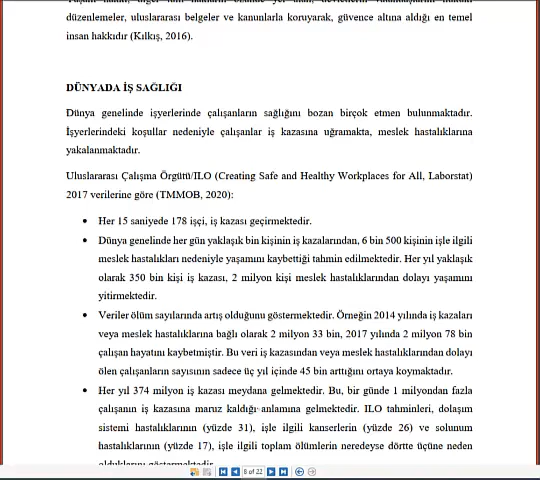 düzenlemeler, uluslararası belgeler ve kanunlarla koruyarak, güvence altına aldığı en temel
insan hakkıdır (Kılkış, 2016).
DÜNYADA İŞ SAĞLIĞI
Dünya genelinde işyerlerinde çalışanların sağlığını bozan birçok etmen bulunmaktadır.
İşyerlerindeki koşullar nedeniyle çalışanlar iş kazasına uğramakta, meslek hastalıklarına
yakalanmaktadır.
Uluslararası Çalışma Örgütü/ILO (Creating Safe and Healthy Workplaces for All, Laborstat)
2017 verilerine göre (TMMOB, 2020):
• Her 15 saniyede 178 işçi, iş kazası geçirmektedir.
• Dünya genelinde her gün yaklaşık bin kişinin iş kazalarından, 6 bin 500 kişinin işle ilgili
meslek hastalıkları nedeniyle yaşamını kaybettiği tahmin edilmektedir. Her yıl yaklaşık
olarak 350 bin kişi iş kazası, 2 milyon kişi meslek hastalıklarından dolayı yaşamını
yitirmektedir.
• Veriler ölüm sayılarında artış olduğunu göstermektedir. Örneğin 2014 yılında iş kazaları
veya meslek hastalıklarına bağlı olarak 2 milyon 33 bin, 2017 yılında 2 milyon 78 bin
çalışan hayatını kaybetmiştir. Bu veri iş kazasından veya meslek hastalıklarından dolayı
ölen çalışanların sayısının sadece üç yıl içinde 45 bin arttığını ortaya koymaktadır.
• Her yıl 374 milyon iş kazası meydana gelmektedir. Bu, bir günde 1 milyondan fazla
çalışanın iş kazasına maruz kaldığı anlamına gelmektedir. ILO tahminleri, dolaşım
sistemi hastalıklarının (yüzde 31), işle ilgili kanserlerin (yüzde 26) ve solunum
hastalıklarının (yüzde 17), işle ilgili toplam ölümlerin neredeyse dörtte üçüne neden
olduklarını göstermektedir.
8 of 22